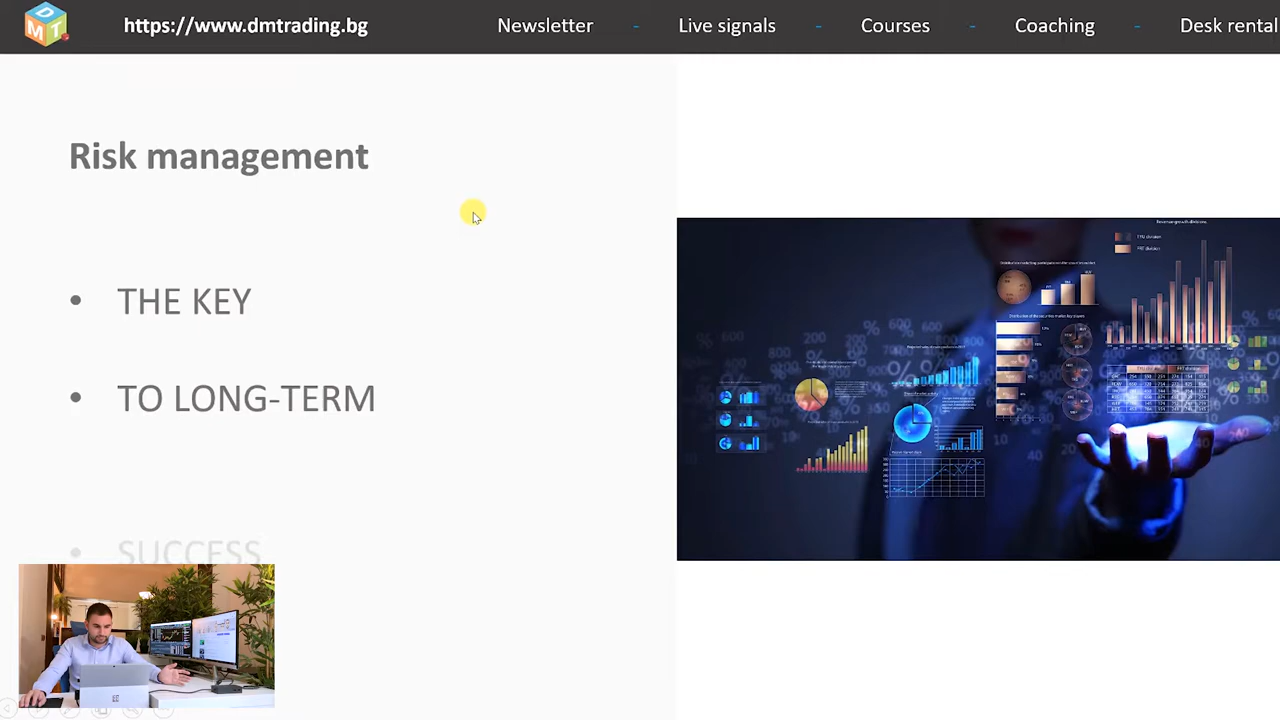 DMT
https://www.dmtrading.bg
Newsletter - Live signals - Courses - Coaching - Desk rental
Risk management
• THE KEY
• TO LONG-TERM
• SUCCESS